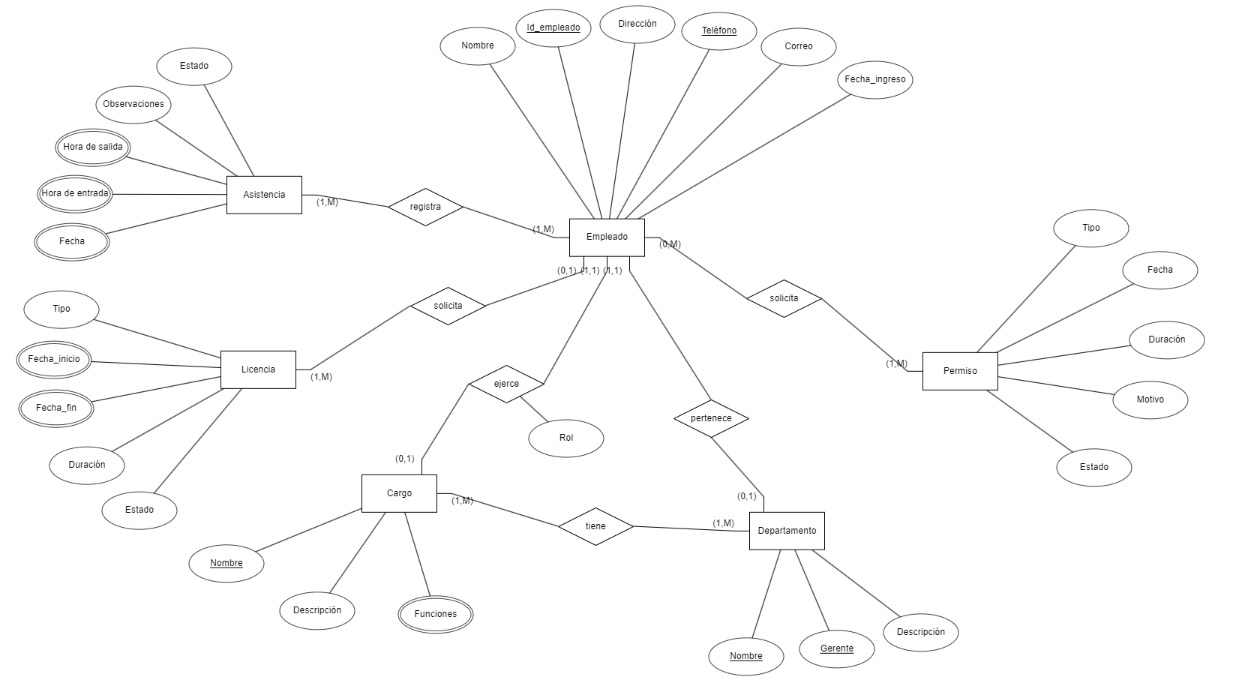 Nombre
Id_empleado
Dirección
Teléfono
Correo
Fecha_ingreso
Estado
Observaciones
Hora de salida
Hora de entrada
Fecha
Asistencia
(1,M)
registra
(1,M)
Empleado
(0,M)
(0,1)
(1,1)
(1,1)
solicita
Tipo
Fecha
Duración
Motivo
Estado
Permiso
(1,M)
solicita
Tipo
Fecha_inicio
Fecha_fin
Duración
Estado
Licencia
(1,M)
ejerce
Rol
pertenece
(0,1)
Cargo
(1,M)
tiene
(1,M)
(0,1)
Departamento
Nombre
Descripción
Funciones
Nombre
Gerente
Descripción